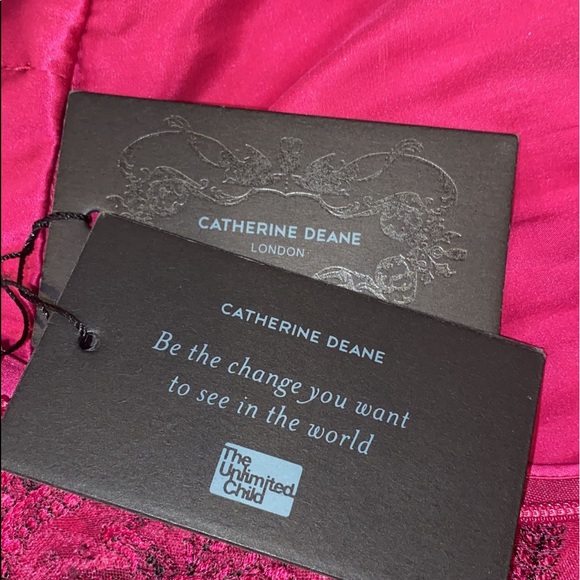 CATHERINE DEANE
LONDON
CATHERINE DEANE
Be the change you want
to see in the world
The
Unlimited
Child